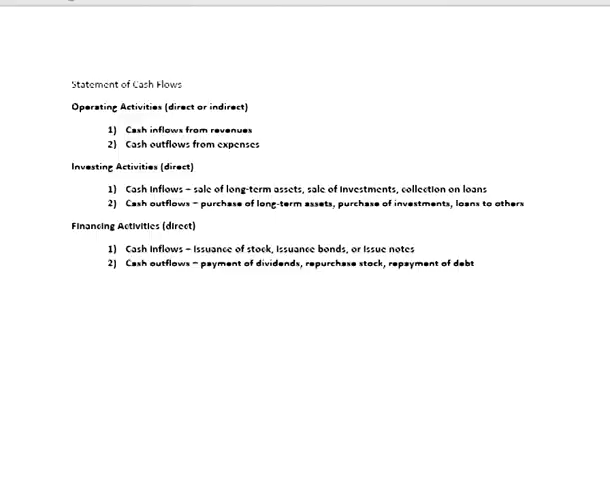 Statement of Cash Flows
Operating Activities (direct or indirect)
1) Cash inflows from revenues
2) Cash outflows from expenses
Investing Activities (direct)
1) Cash Inflows – sale of long-term assets, sale of investments, collection on loans
2) Cash outflows – purchase of long-term assets, purchase of investments, loans to others
Financing Activities (direct)
1) Cash Inflows – Issuance of stock, issuance bonds, or issue notes
2) Cash outflows – payment of dividends, repurchase stock, repayment of debt